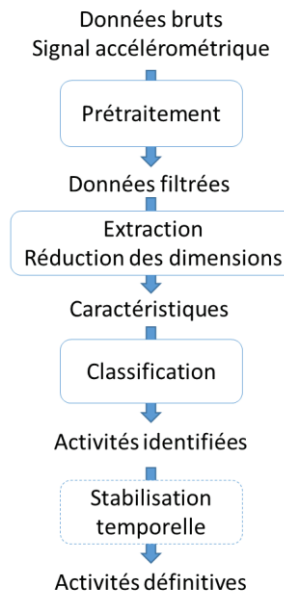 Données bruts
Signal accélérométrique
Prétraitement
Données filtrées
Extraction
Réduction des dimensions
Caractéristiques
Classification
Activités identifiées
Stabilisation
temporelle
Activités définitives